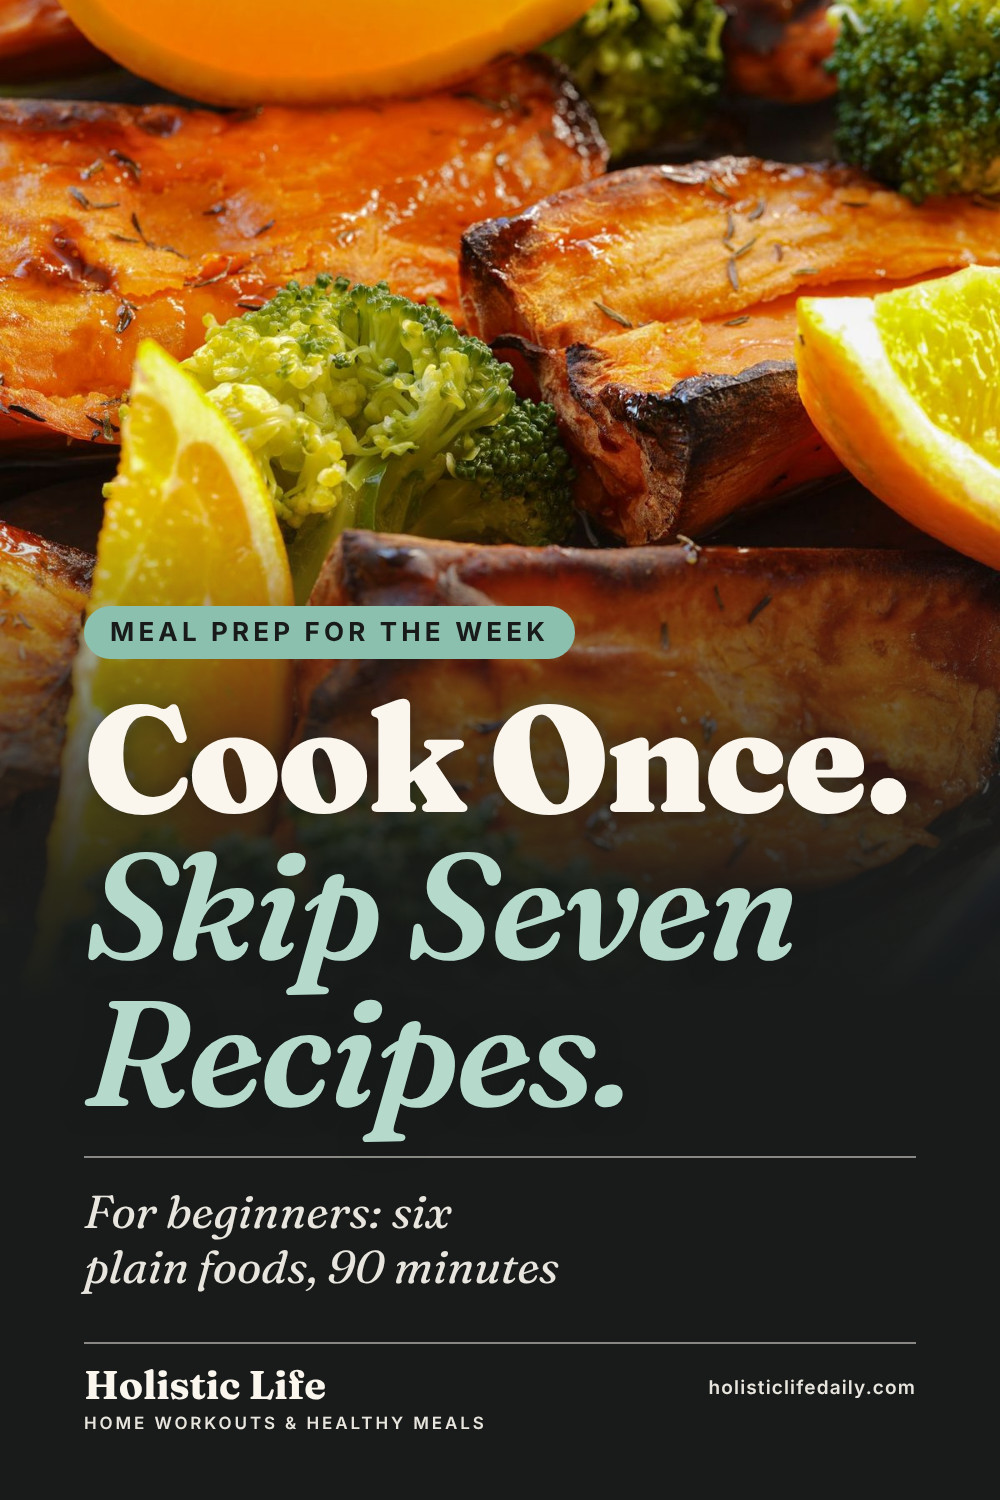 MEAL PREP FOR THE WEEK
Cook Once.
Skip Seven
Recipes.
For beginners: six
plain foods, 90 minutes
Holistic Life
holisticlifedaily.com
HOME WORKOUTS & HEALTHY MEALS